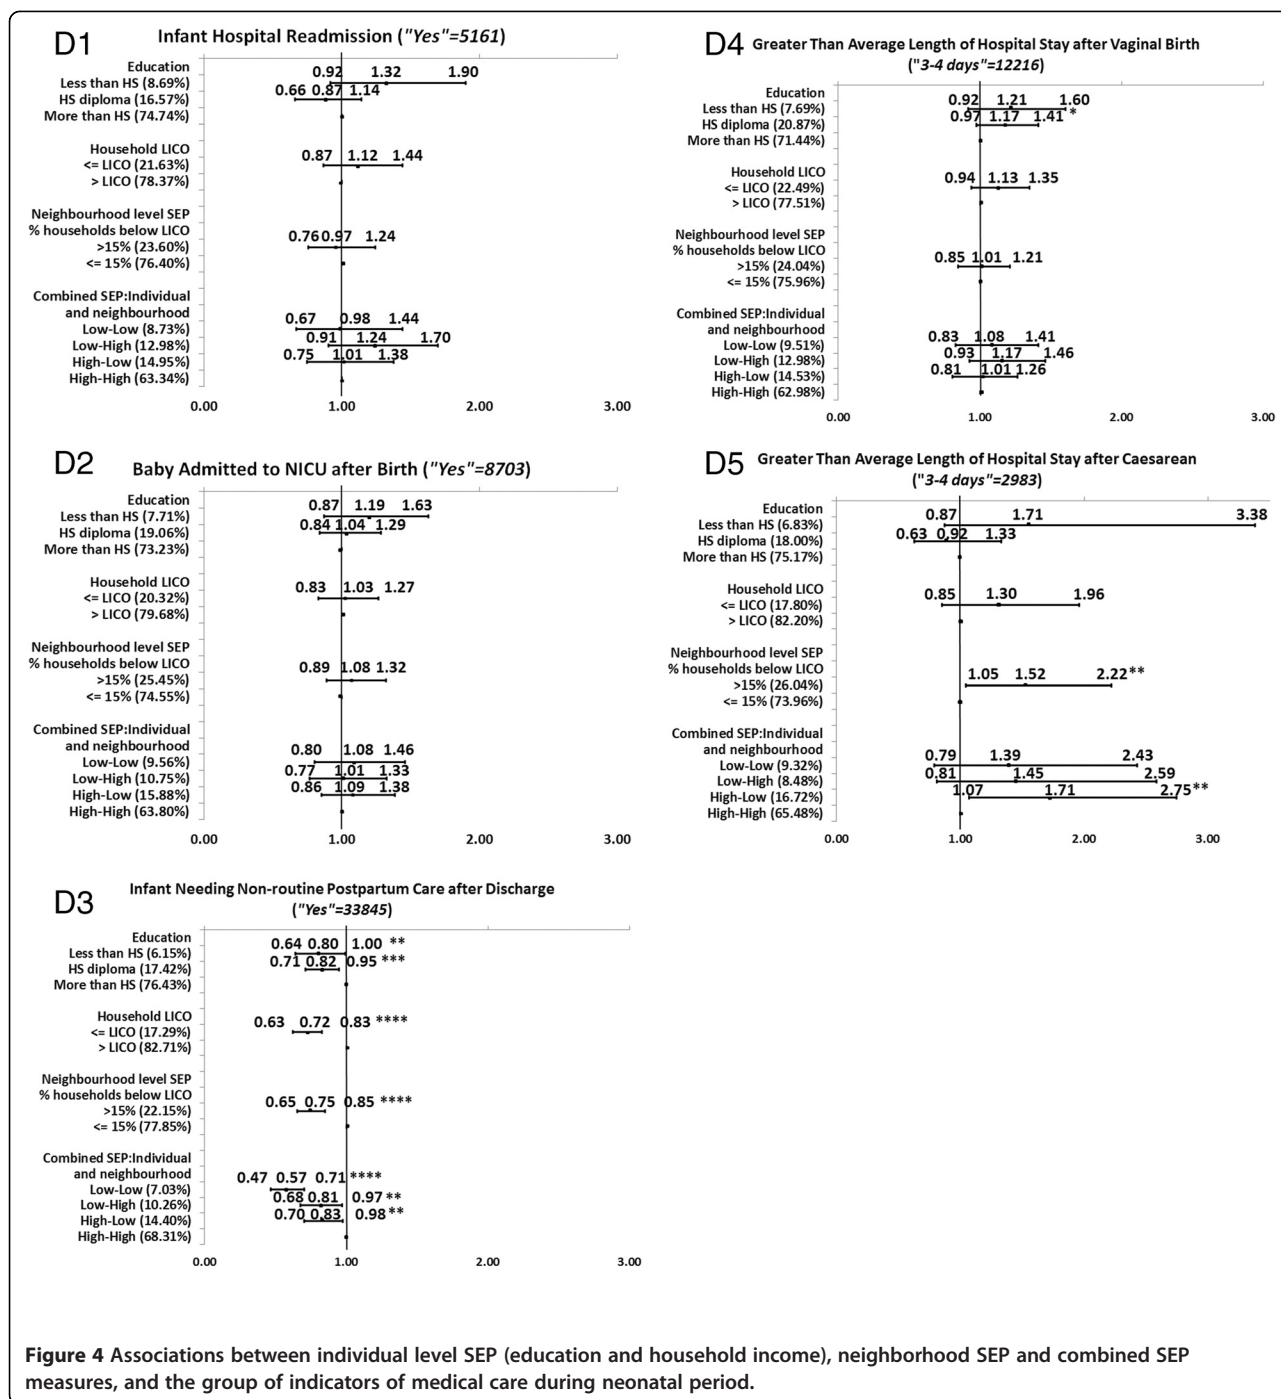 D1
Infant Hospital Readmission ("Yes"=5161)
Education
0.92 1.32 1.90
Less than HS (8.69%)
0.66 0.87 1.14
HS diploma (16.57%)
More than HS (74.74%)
Household LICO
0.87 1.12 1.44
<= LICO (21.63%)
> LICO (78.37%)
Neighbourhood level SEP
% households below LICO
0.76 0.97 1.24
>15% (23.60%)
<= 15% (76.40%)
Combined SEP:Individual
and neighbourhood
0.67 0.98 1.44
Low-Low (8.73%)
0.91 1.24 1.70
Low-High (12.98%)
0.75 1.01 1.38
High-Low (14.95%)
High-High (63.34%)
0.00 1.00 2.00 3.00
D2
Baby Admitted to NICU after Birth ("Yes"=8703)
Education
0.87 1.19 1.63
Less than HS (7.71%)
0.84 1.04 1.29
HS diploma (19.06%)
More than HS (73.23%)
Household LICO
0.83 1.03 1.27
<= LICO (20.32%)
> LICO (79.68%)
Neighbourhood level SEP
% households below LICO
0.89 1.08 1.32
>15% (25.45%)
<= 15% (74.55%)
Combined SEP:Individual
and neighbourhood
0.80 1.08 1.46
Low-Low (9.56%)
0.77 1.01 1.33
Low-High (10.75%)
0.86 1.09 1.38
High-Low (15.88%)
High-High (63.80%)
0.00 1.00 2.00 3.00
D3
Infant Needing Non-routine Postpartum Care after Discharge
("Yes"=33845)
Education
0.64 0.80 1.00 **
Less than HS (6.15%)
0.71 0.82 0.95 ***
HS diploma (17.42%)
More than HS (76.43%)
Household LICO
0.63 0.72 0.83 ****
<= LICO (17.29%)
> LICO (82.71%)
Neighbourhood level SEP
% households below LICO
0.65 0.75 0.85 ****
>15% (22.15%)
<= 15% (77.85%)
Combined SEP:Individual
and neighbourhood
0.47 0.57 0.71 ****
Low-Low (7.03%)
0.68 0.81 0.97 **
Low-High (10.26%)
0.70 0.83 0.98 **
High-Low (14.40%)
High-High (68.31%)
0.00 1.00 2.00 3.00
D4
Greater Than Average Length of Hospital Stay after Vaginal Birth
("3-4 days"=12216)
Education
0.92 1.21 1.60
Less than HS (7.69%)
0.97 1.17 1.41 *
HS diploma (20.87%)
More than HS (71.44%)
Household LICO
0.94 1.13 1.35
<= LICO (22.49%)
> LICO (77.51%)
Neighbourhood level SEP
% households below LICO
0.85 1.01 1.21
>15% (24.04%)
<= 15% (75.96%)
Combined SEP:Individual
and neighbourhood
0.83 1.08 1.41
Low-Low (9.51%)
0.93 1.17 1.46
Low-High (12.98%)
0.81 1.01 1.26
High-Low (14.53%)
High-High (62.98%)
0.00 1.00 2.00 3.00
D5
Greater Than Average Length of Hospital Stay after Caesarean
("3-4 days"=2983)
Education
0.87 1.71 3.38
Less than HS (6.83%)
0.63 0.92 1.33
HS diploma (18.00%)
More than HS (75.17%)
Household LICO
0.85 1.30 1.96
<= LICO (17.80%)
> LICO (82.20%)
Neighbourhood level SEP
% households below LICO
1.05 1.52 2.22 **
>15% (26.04%)
<= 15% (73.96%)
Combined SEP:Individual
and neighbourhood
0.79 1.39 2.43
Low-Low (9.32%)
0.81 1.45 2.59
Low-High (8.48%)
1.07 1.71 2.75 **
High-Low (16.72%)
High-High (65.48%)
0.00 1.00 2.00 3.00
Figure 4 Associations between individual level SEP (education and household income), neighborhood SEP and combined SEP
measures, and the group of indicators of medical care during neonatal period.